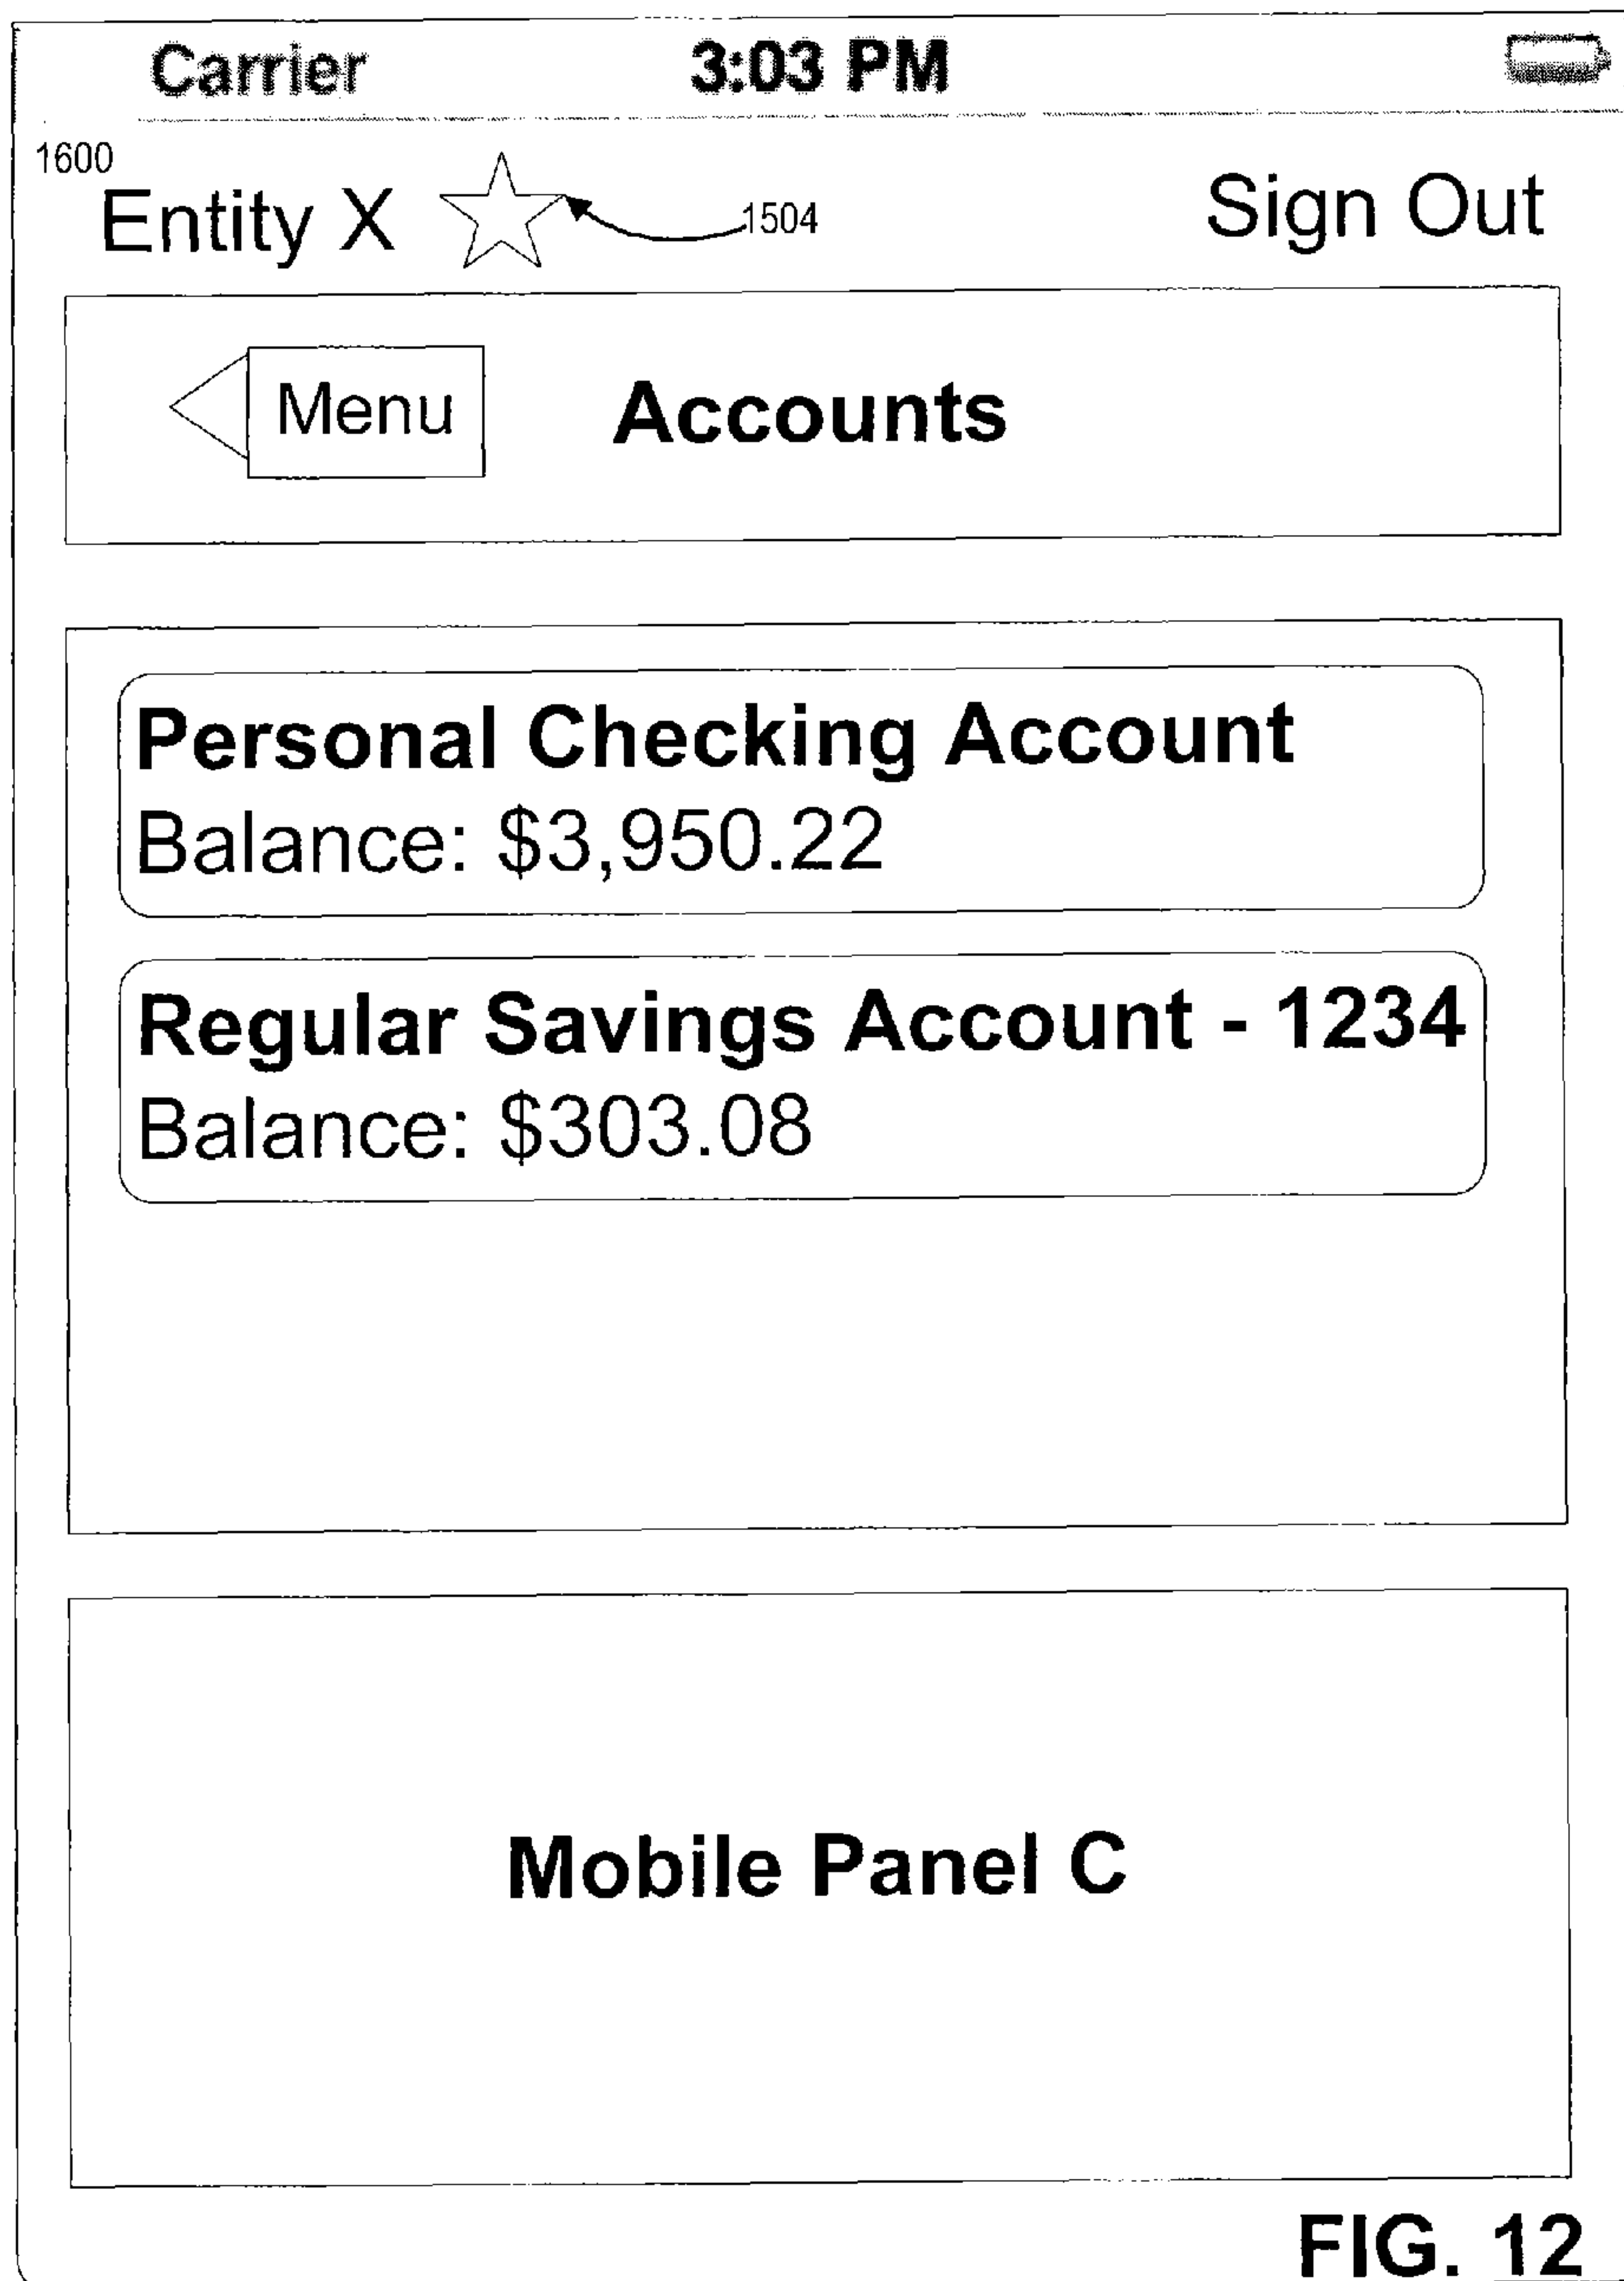 Carrier 3:03 PM
1600
Entity X 1504 Sign Out
Menu Accounts
Personal Checking Account
Balance: $3,950.22
Regular Savings Account - 1234
Balance: $303.08
Mobile Panel C
FIG. 12